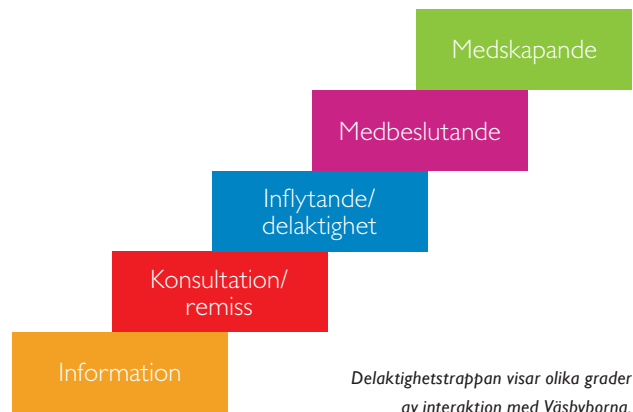 Medskapande
Medbeslutande
Inflytande/
delaktighet
Konsultation/
remiss
Information
Delaktighetstrappan visar olika grader
av interaktion med Väsbyborna.